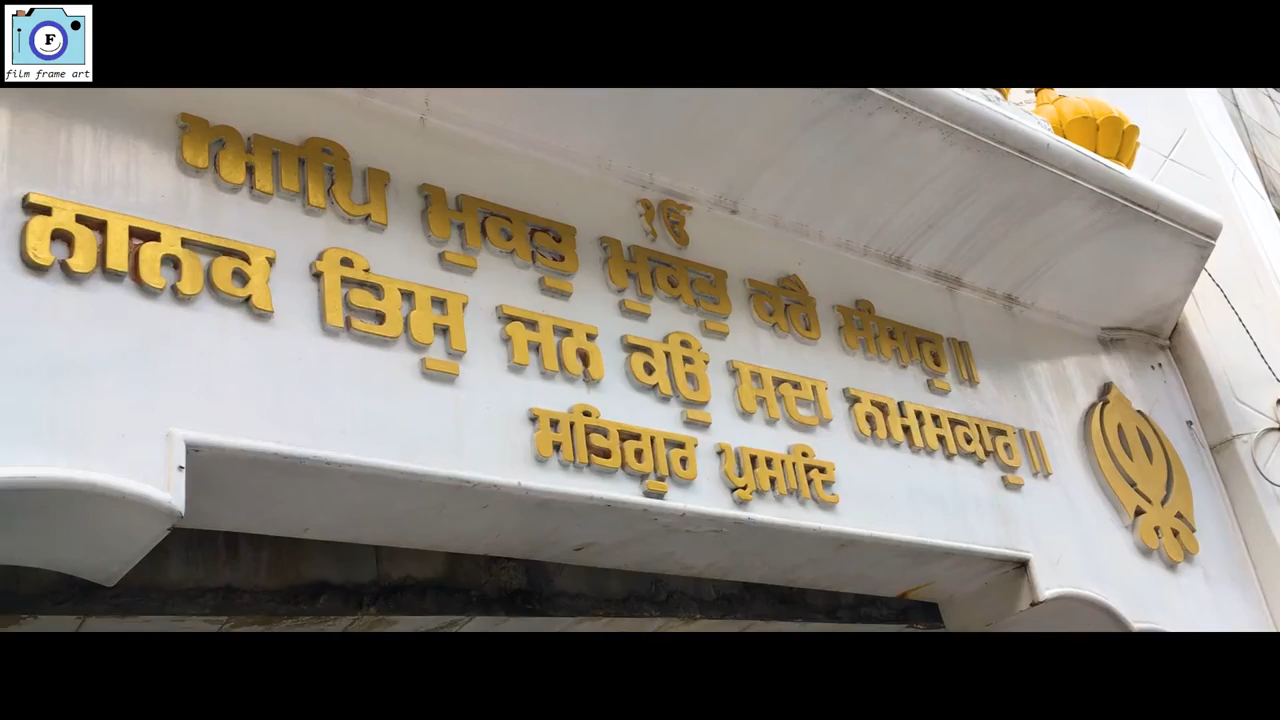 F
film frame art
ੴ
ਆਪਿ ਮੁਕਤੁ ਮੁਕਤੁ ਕਰੈ ਸੰਸਾਰੁ॥
ਨਾਨਕ ਤਿਸੁ ਜਨ ਕਉ ਸਦਾ ਨਮਸਕਾਰੁ॥
ਸਤਿਗੁਰ ਪ੍ਰਸਾਦਿ